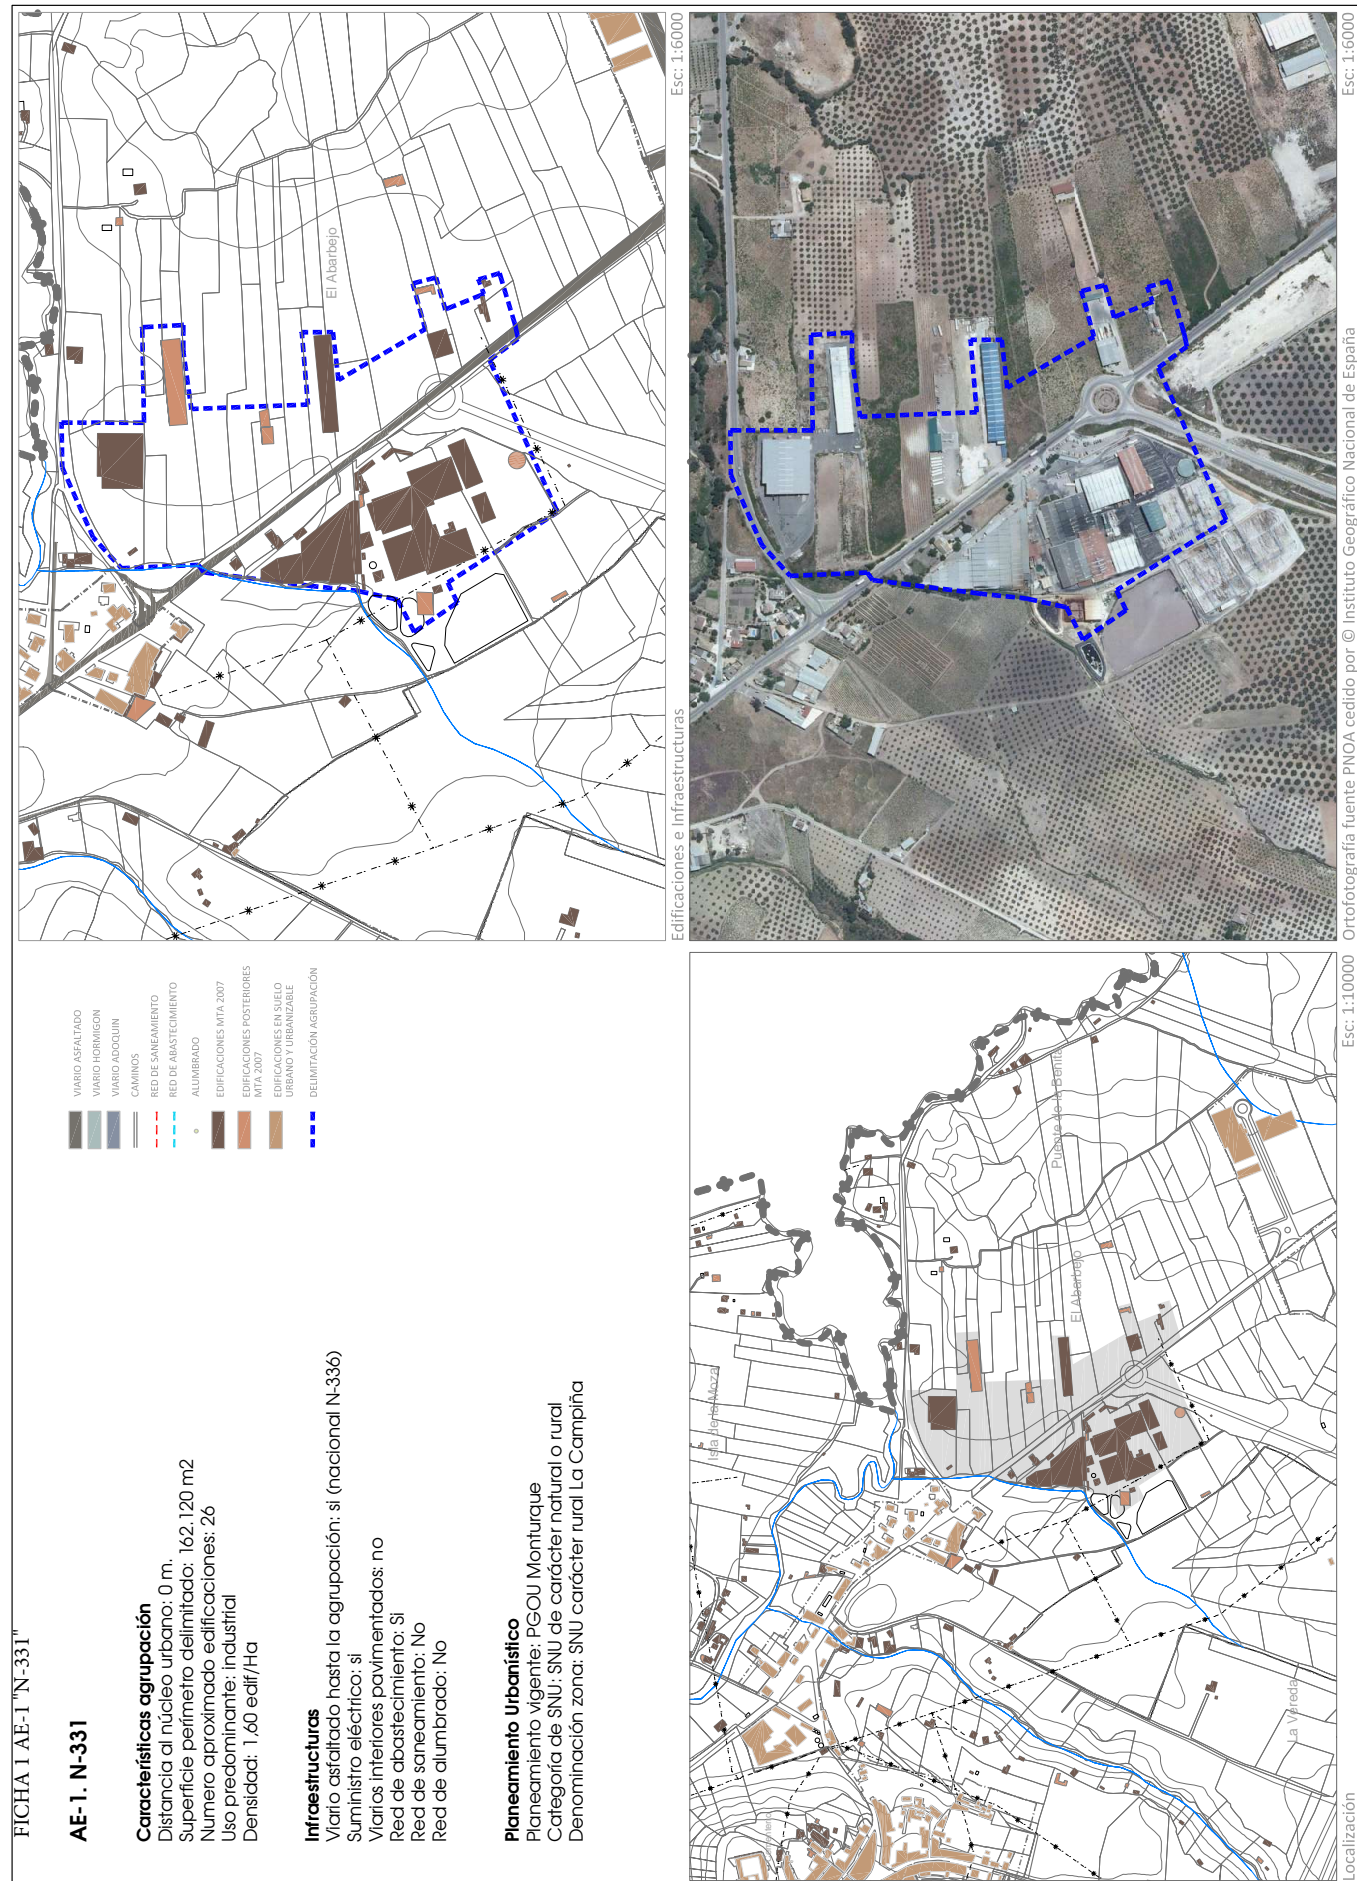 FICHA 1 AE-1 "N-331"
AE-1. N-331
Características agrupación
Distancia al núcleo urbano: 0 m.
Superficie perímetro delimitado: 162.120 m2
Numero aproximado edificaciones: 26
Uso predominante: industrial
Densidad: 1,60 edif/Ha
Infraestructuras
Viario asfaltado hasta la agrupación: si (nacional N-336)
Suministro eléctrico: si
Viarios interiores pavimentados: no
Red de abastecimiento: Si
Red de saneamiento: No
Red de alumbrado: No
Planeamiento Urbanístico
Planeamiento vigente: PGOU Monturque
Categoría de SNU: SNU de carácter natural o rural
Denominación zona: SNU carácter rural La Campiña
VIARIO ASFALTADO
VIARIO HORMIGON
VIARIO ADOQUIN
CAMINOS
RED DE SANEAMIENTO
RED DE ABASTECIMIENTO
ALUMBRADO
EDIFICACIONES MTA 2007
EDIFICACIONES POSTERIORES
MTA 2007
EDIFICACIONES EN SUELO
URBANO Y URBANIZABLE
DELIMITACIÓN AGRUPACIÓN
El Abarbejo
Edificaciones e Infraestructuras
Esc: 1:6000
Isla de la Moza
Puente de la Benita
El Abarbejo
La Vereda
Localización
Esc: 1:10000
Ortofotografía fuente PNOA cedido por © Instituto Geográfico Nacional de España
Esc: 1:6000